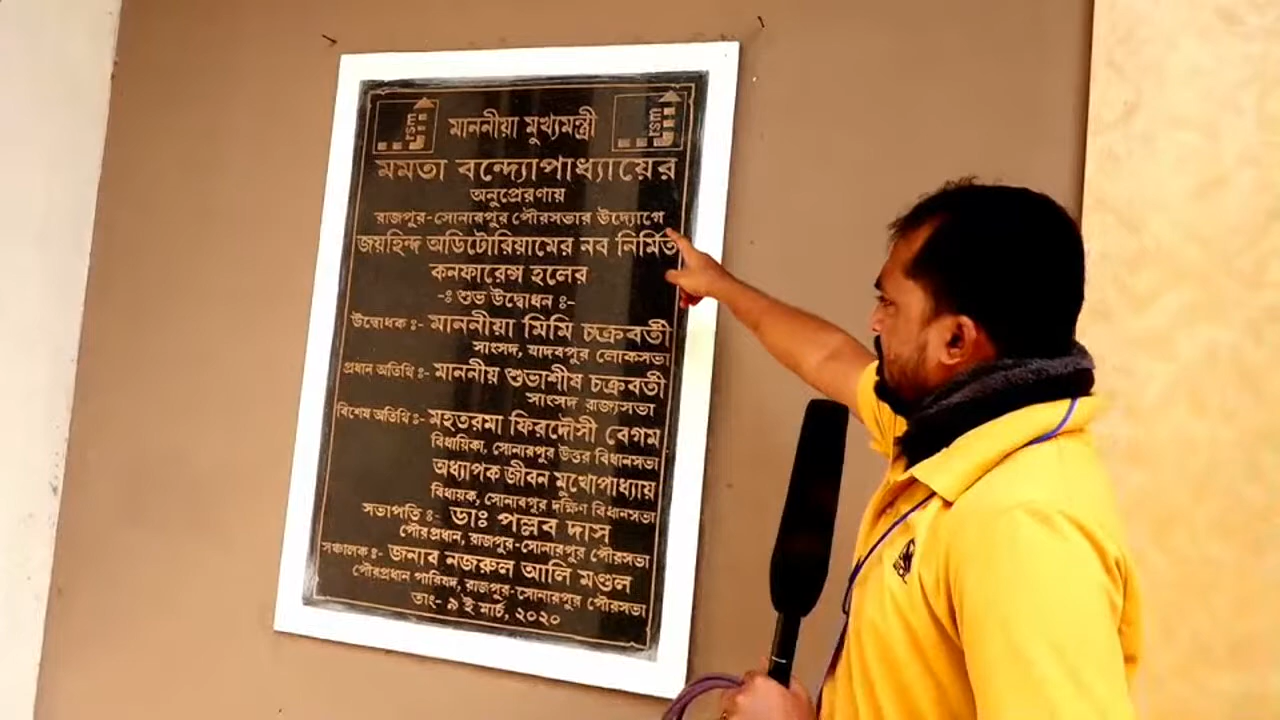 rsm
মাননীয়া মুখ্যমন্ত্রী
rsm
মমতা বন্দ্যোপাধ্যায়ের
অনুপ্রেরণায়
রাজপুর-সোনারপুর পৌরসভার উদ্যোগে
জয়হিন্দ অডিটোরিয়ামের নব নির্মিত
কনফারেন্স হলের
-ঃ শুভ উদ্বোধন ঃ-
উদ্বোধক ঃ- মাননীয়া মিমি চক্রবর্তী
সাংসদ, যাদবপুর লোকসভা
প্রধান অতিথি ঃ- মাননীয় শুভাশীষ চক্রবর্তী
সাংসদ রাজ্যসভা
বিশেষ অতিথি ঃ- মহতরমা ফিরদৌসী বেগম
বিধায়িকা, সোনারপুর উত্তর বিধানসভা
অধ্যাপক জীবন মুখোপাধ্যায়
বিধায়ক, সোনারপুর দক্ষিণ বিধানসভা
সভাপতি ঃ- ডাঃ পল্লব দাস
পৌরপ্রধান, রাজপুর-সোনারপুর পৌরসভা
সঞ্চালক ঃ- জনাব নজরুল আলি মণ্ডল
পৌরপ্রধান পারিষদ, রাজপুর-সোনারপুর পৌরসভা
তাং- ৯ ই মার্চ, ২০২০